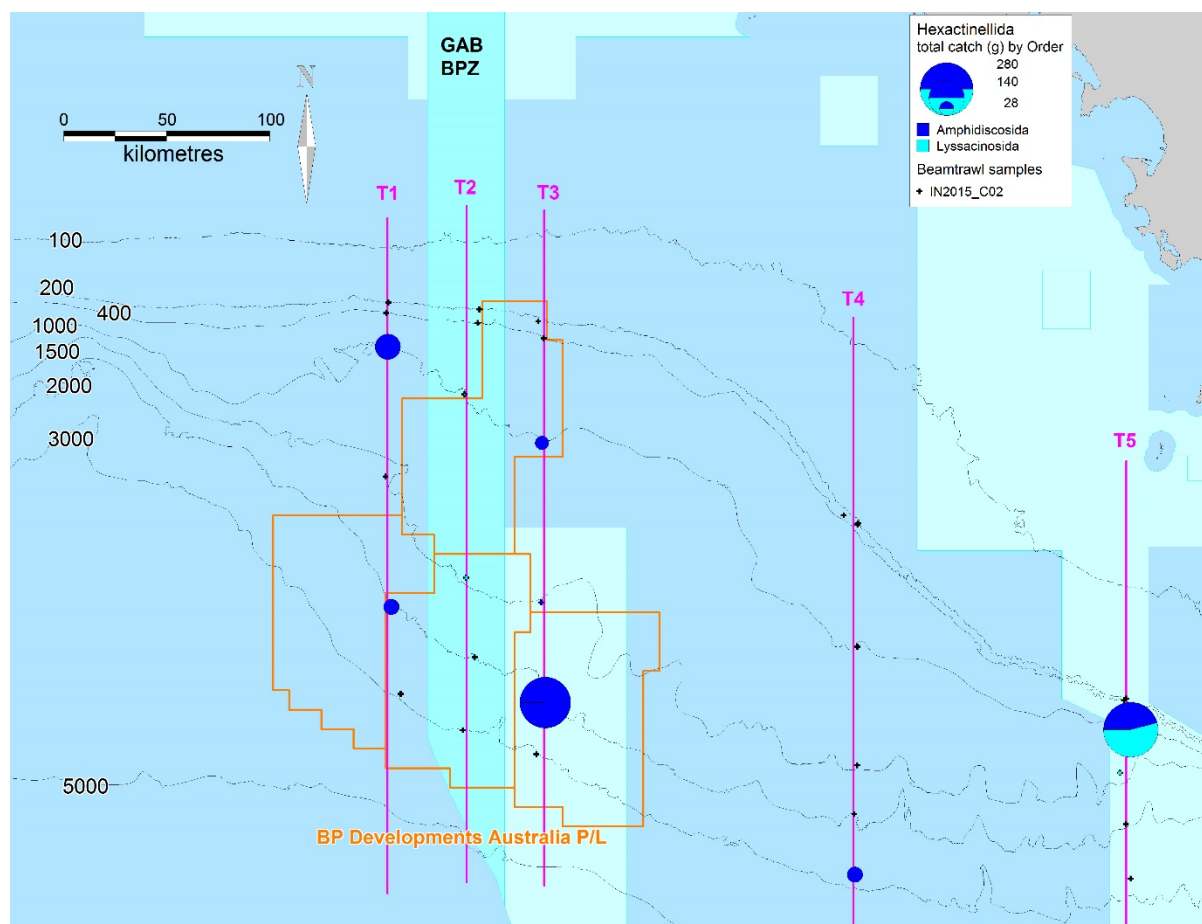 GAB
BPZ
N
0 50 100
kilometres
Hexactinellida
total catch (g) by Order
280
140
28
Amphidiscosida
Lyssacinosida
Beamtrawl samples
IN2015_C02
T1
T2
T3
T4
T5
100
200
400
1000
1500
2000
3000
5000
BP Developments Australia P/L